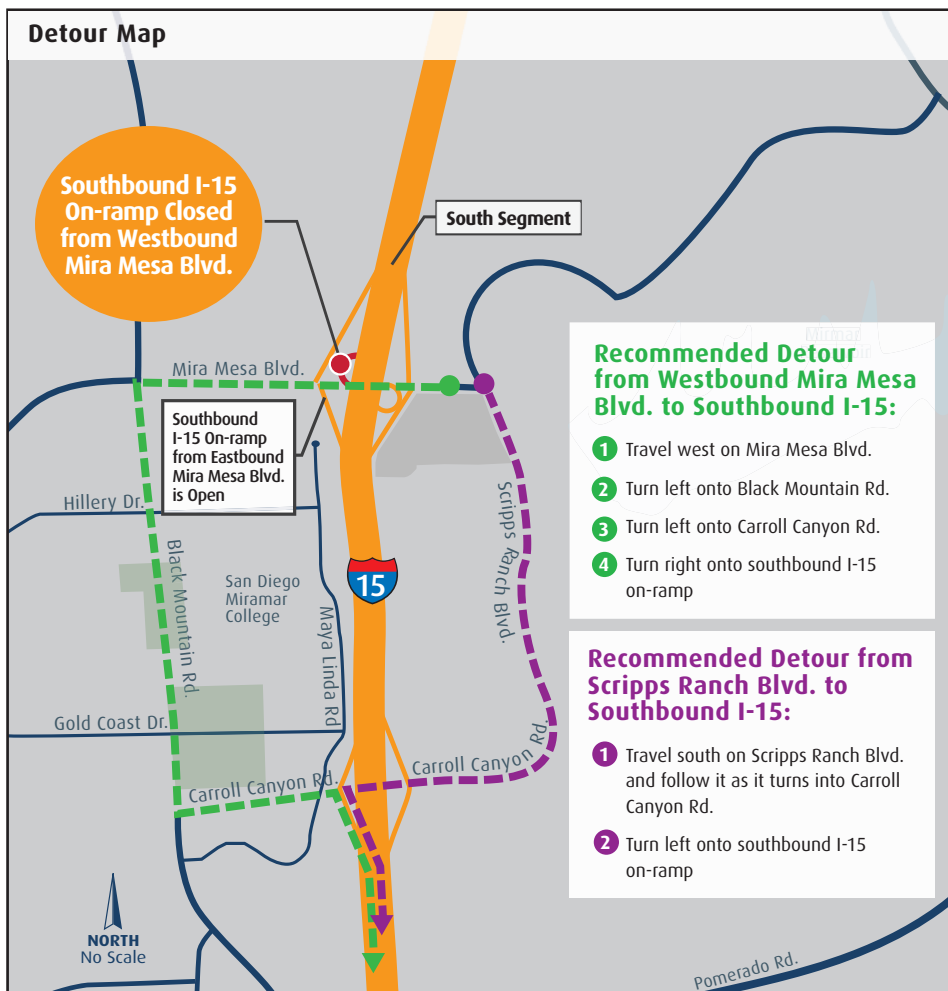 Detour Map
Southbound I-15
On-ramp Closed
from Westbound
Mira Mesa Blvd.
South Segment
Mira Mesa Blvd.
Southbound
I-15 On-ramp
from Eastbound
Mira Mesa Blvd.
is Open
Hillery Dr.
Black Mountain Rd.
San Diego
Miramar
College
Maya Linda Rd
15
Scripps Ranch Blvd.
Gold Coast Dr.
Carroll Canyon Rd.
Carroll Canyon Rd.
NORTH
No Scale
Pomerado Rd.
Recommended Detour
from Westbound Mira Mesa
Blvd. to Southbound I-15:
1 Travel west on Mira Mesa Blvd.
2 Turn left onto Black Mountain Rd.
3 Turn left onto Carroll Canyon Rd.
4 Turn right onto southbound I-15
on-ramp
Recommended Detour from
Scripps Ranch Blvd. to
Southbound I-15:
1 Travel south on Scripps Ranch Blvd.
and follow it as it turns into Carroll
Canyon Rd.
2 Turn left onto southbound I-15
on-ramp